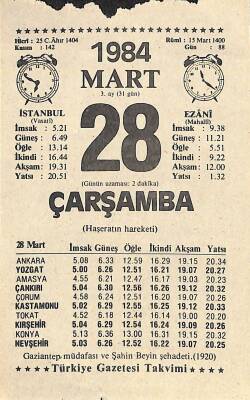 Hicrî : 25 C.Âhır 1404
Kasım : 142
Rûmî : 15 Mart 1400
Gün : 88
1984
MART
3. ay (31 gün)
İSTANBUL
(Vasatî)
İmsak : 5.21
Güneş : 6.49
Öğle : 13.14
İkindi : 16.44
Akşam : 19.31
Yatsı : 20.51
28
EZÂNÎ
(Mahallî)
İmsak : 9.38
Güneş : 11.21
Öğle : 5.51
İkindi : 9.22
Akşam: 12.00
Yatsı : 1.32
(Günün uzaması: 2 dakika)
ÇARŞAMBA
(Haşeratın hareketi)
28 Mart İmsak Güneş Öğle İkindi Akşam Yatsı
ANKARA 5.08 6.33 12.59 16.29 19.15 20.34
YOZGAT 5.00 6.26 12.51 16.21 19.07 20.27
AMASYA 4.55 6.21 12.47 16.17 19.03 20.23
ÇANKIRI 5.04 6.30 12.56 16.26 19.12 20.32
ÇORUM 4.58 6.24 12.51 16.20 19.07 20.26
KASTAMONU 5.02 6.29 12.55 16.25 19.12 20.33
TOKAT 4.52 6.18 12.44 16.14 19.00 20.20
KIRŞEHİR 5.04 6.29 12.54 16.24 19.09 20.26
KONYA 5.13 6.36 13.00 16.31 19.15 20.32
NEVŞEHİR 5.03 6.26 12.52 16.22 19.07 20.25
Gaziantep müdafası ve Şahin Beyin şehadeti.(1920)
Türkiye Gazetesi Takvimi